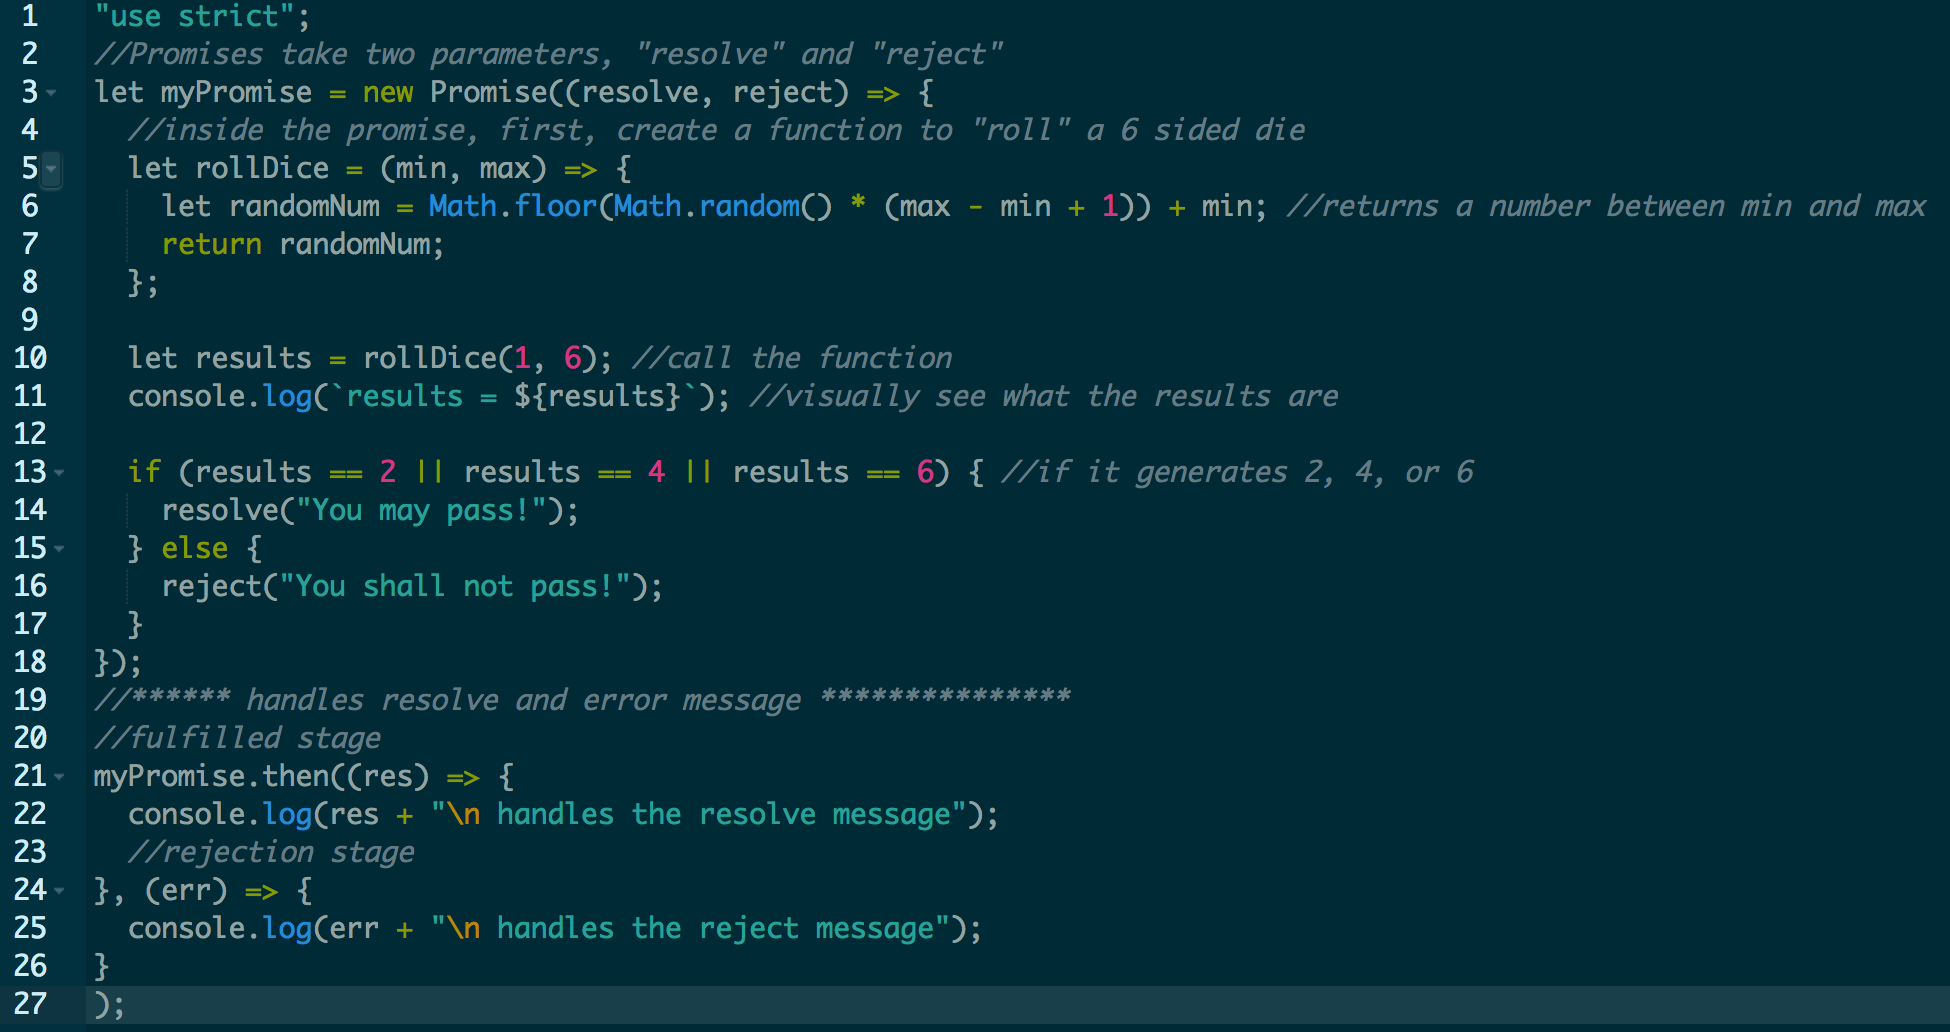 1 "use strict";
2 //Promises take two parameters, "resolve" and "reject"
3 let myPromise = new Promise((resolve, reject) => {
4   //inside the promise, first, create a function to "roll" a 6 sided die
5   let rollDice = (min, max) => {
6     let randomNum = Math.floor(Math.random() * (max - min + 1)) + min; //returns a number between min and max
7     return randomNum;
8   };
9
10   let results = rollDice(1, 6); //call the function
11   console.log(`results = ${results}`); //visually see what the results are
12
13   if (results == 2 || results == 4 || results == 6) { //if it generates 2, 4, or 6
14     resolve("You may pass!");
15   } else {
16     reject("You shall not pass!");
17   }
18 });
19 //****** handles resolve and error message ***************
20 //fulfilled stage
21 myPromise.then((res) => {
22   console.log(res + "\n handles the resolve message");
23   //rejection stage
24 }, (err) => {
25   console.log(err + "\n handles the reject message");
26 }
27 );